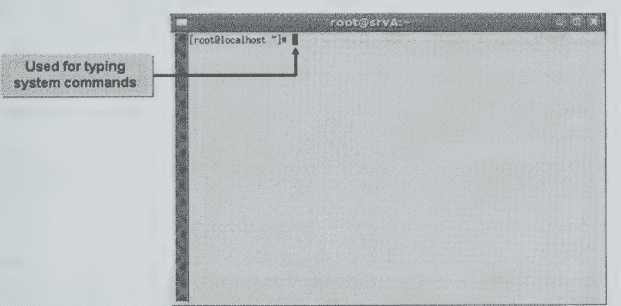 root@srvA:~
[root@localhost ~]#
Used for typing
system commands